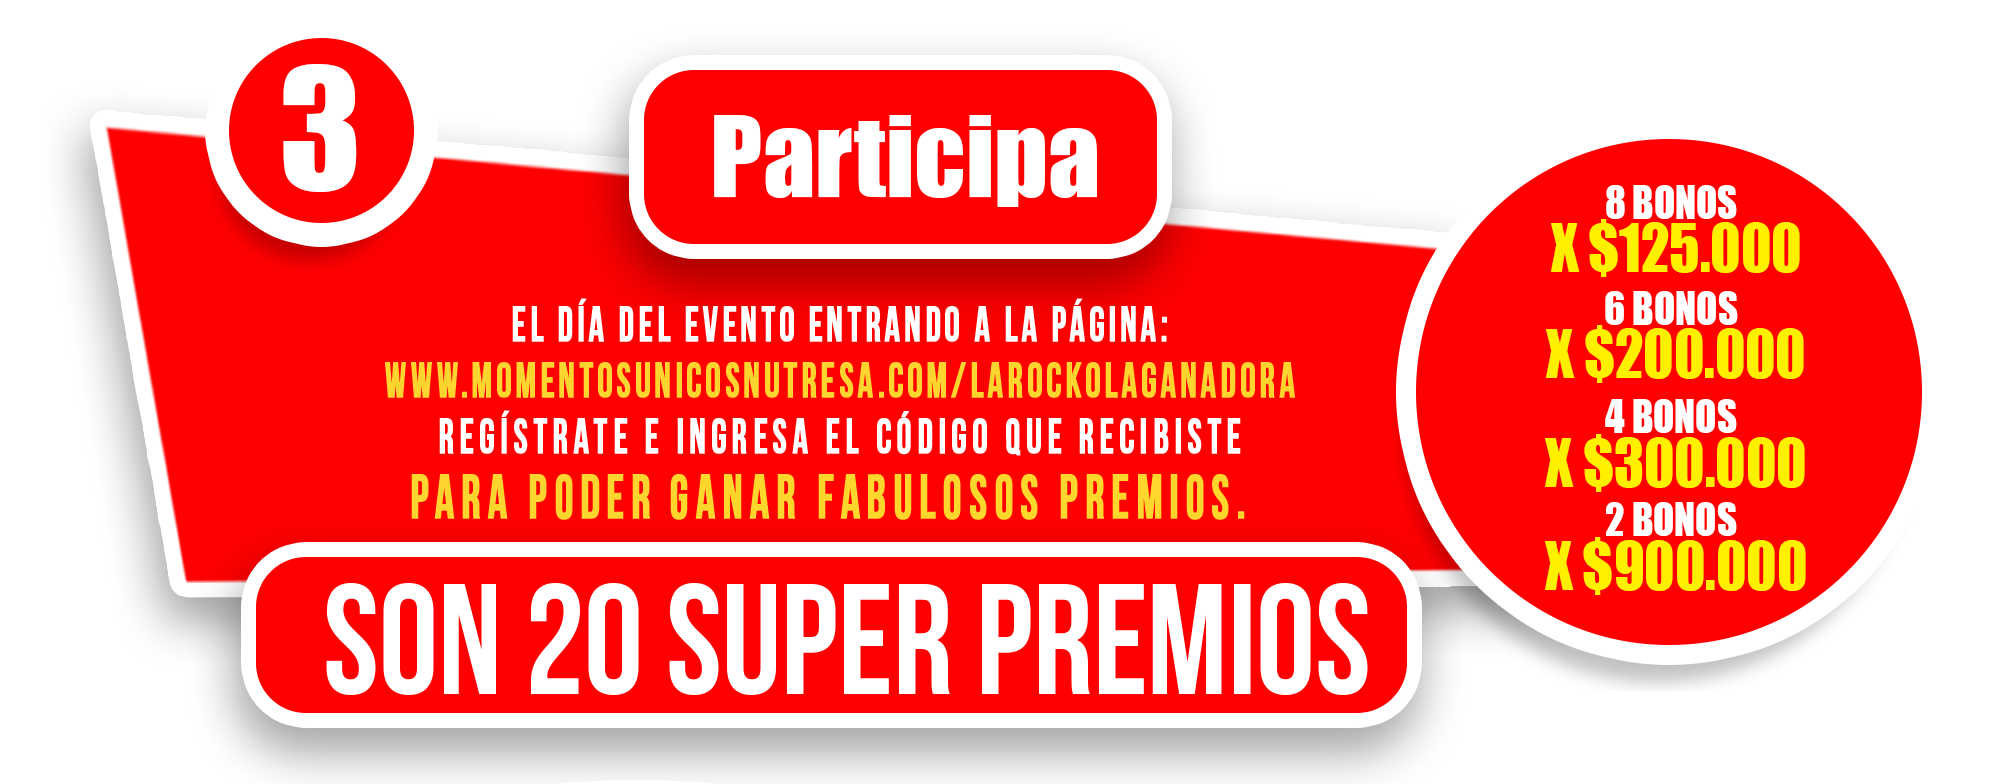 3
Participa
EL DÍA DEL EVENTO ENTRANDO A LA PÁGINA:
WWW.MOMENTOSUNICOSNUTRESA.COM/LAROCKOLAGANADORA
REGÍSTRATE E INGRESA EL CÓDIGO QUE RECIBISTE
PARA PODER GANAR FABULOSOS PREMIOS.
SON 20 SUPER PREMIOS
8 BONOS
X $125.000
6 BONOS
X $200.000
4 BONOS
X $300.000
2 BONOS
X $900.000